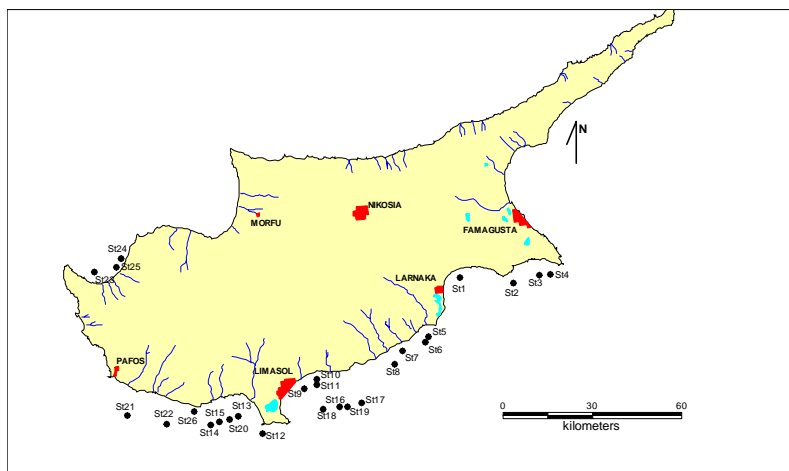 N
NIKOSIA
MORFU
FAMAGUSTA
St24
St25
St23
LARNAKA
St1
St2
St3
St4
St5
St6
St7
St8
PAFOS
LIMASOL
St10
St11
St9
St17
St16
St19
St18
St13
St15
St21
St22
St26
St14
St20
St12
0 30 60
kilometers